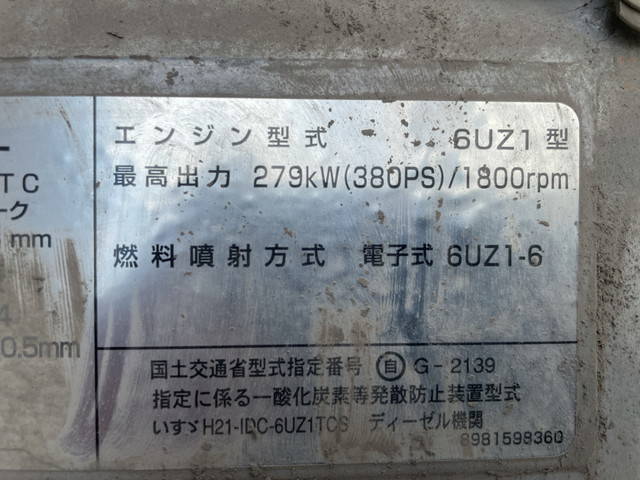 エンジン型式 6UZ1型
TC 最高出力 279kW(380PS)/1800rpm
ーク
mm
燃料噴射方式 電子式 6UZ1-6
4
0.5mm
国土交通省型式指定番号 自 G-2139
指定に係る一酸化炭素等発散防止装置型式
いすゞH21-IDC-6UZ1TCS ディーゼル機関
8981598360